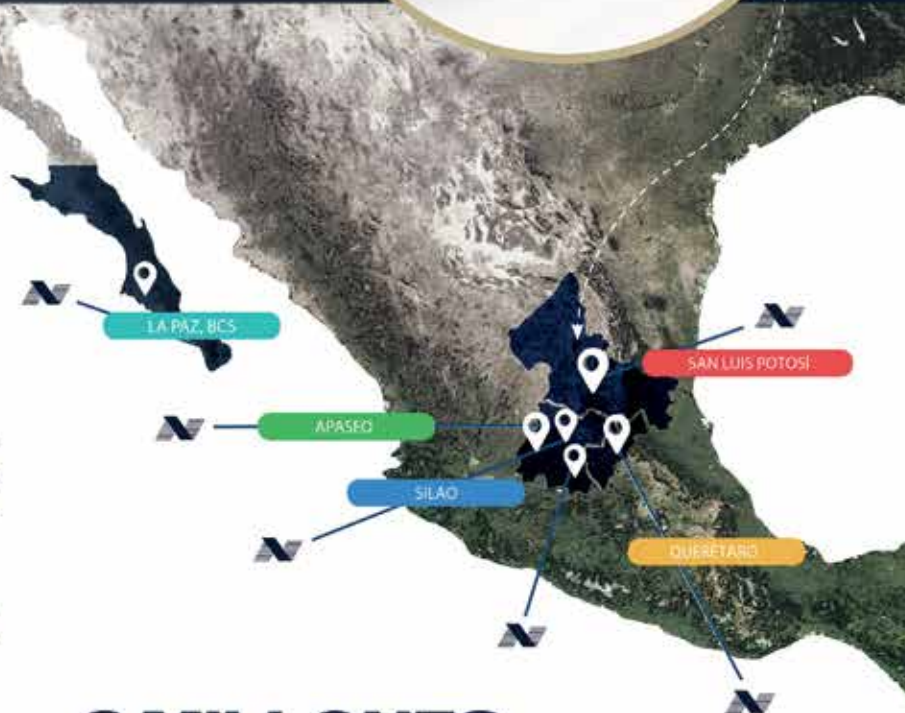 LA PAZ, BCS
SAN LUIS POTOSÍ
APASEO
SILAO
QUERÉTARO